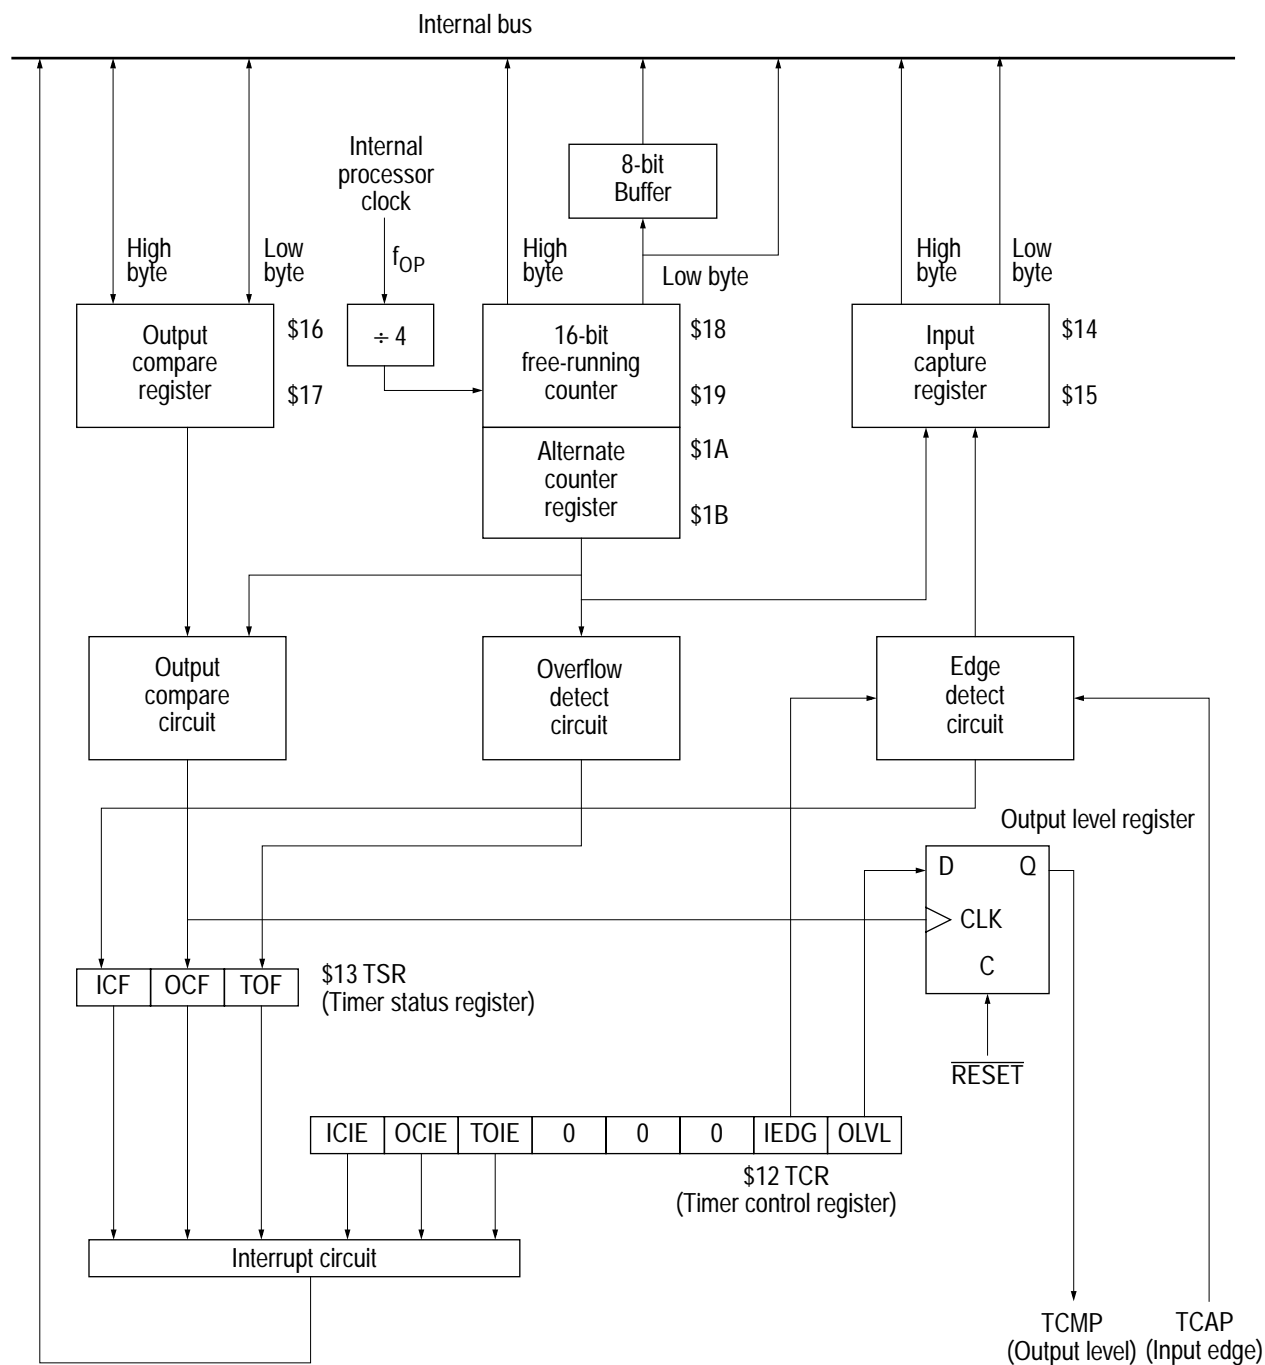 Internal bus
Internal
processor
clock
8-bit
Buffer
High
byte
Low
byte
fOP
High
byte
Low byte
High
byte
Low
byte
Output
compare
register
$16
$17
÷ 4
16-bit
free-running
counter
$18
$19
Input
capture
register
$14
$15
Alternate
counter
register
$1A
$1B
Output
compare
circuit
Overflow
detect
circuit
Edge
detect
circuit
Output level register
D Q
CLK
C
RESET
ICF OCF TOF
$13 TSR
(Timer status register)
ICIE OCIE TOIE 0 0 0 IEDG OLVL
$12 TCR
(Timer control register)
Interrupt circuit
TCMP
(Output level)
TCAP
(Input edge)